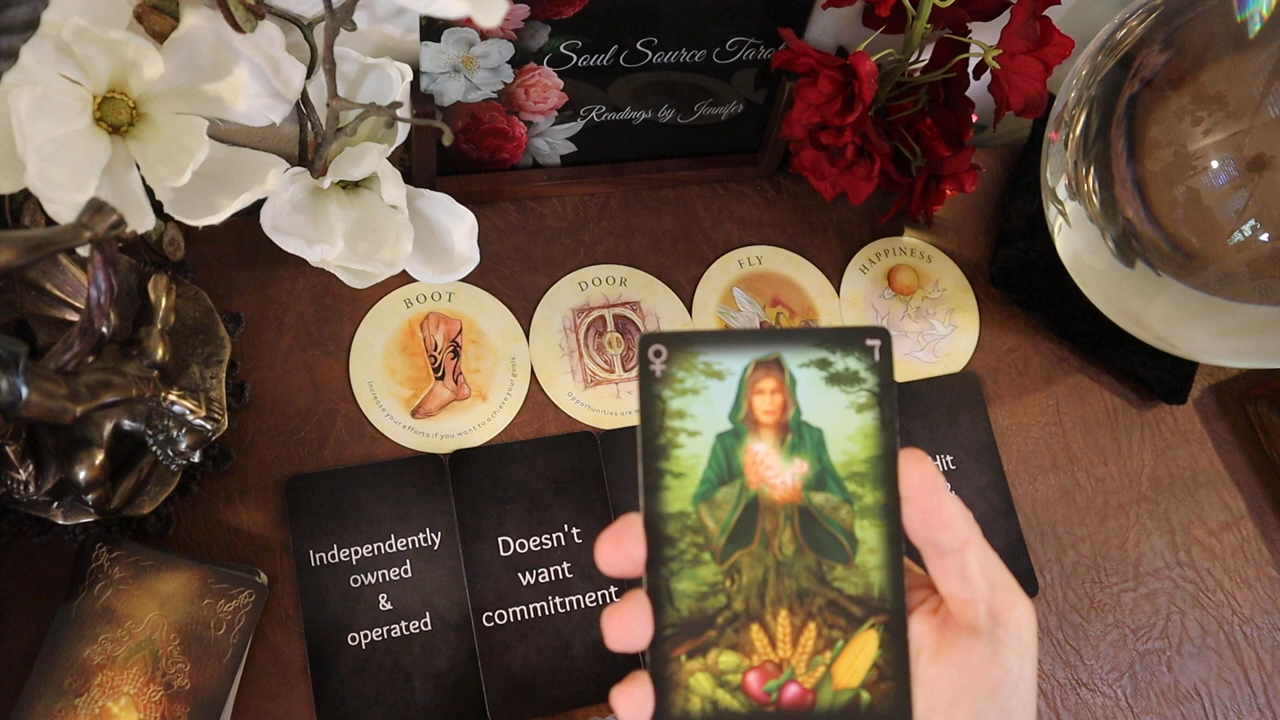 Soul Source Tarot
Readings by Jennifer
BOOT
Increase your efforts if you want to achieve your goals.
DOOR
Opportunities are
FLY
HAPPINESS
♀
ד
Independently
owned
&
operated
Doesn't
want
commitment
Hit